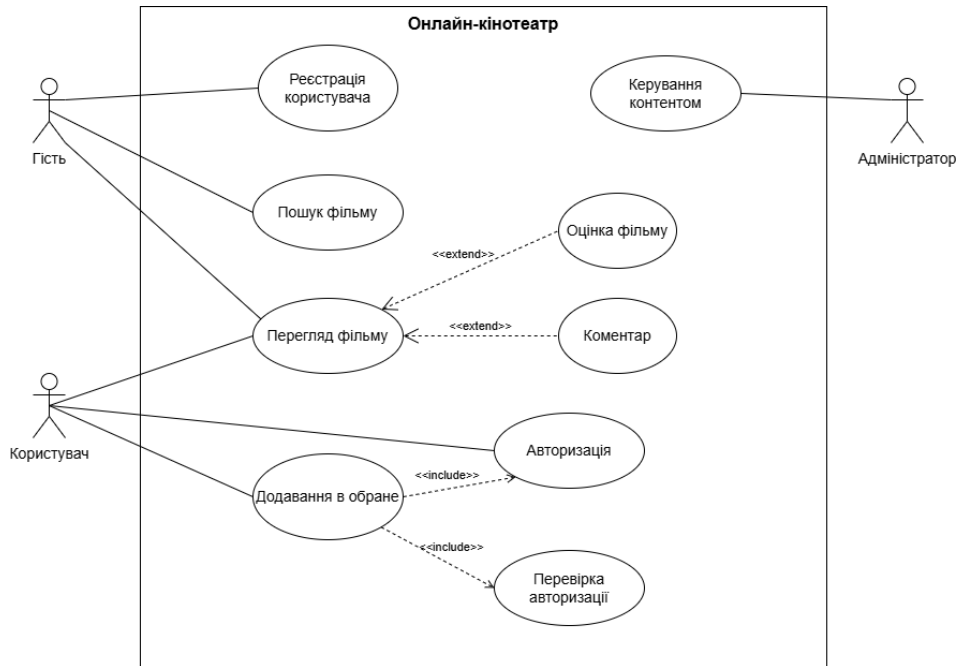 Онлайн-кінотеатр
Реєстрація
користувача
Керування
контентом
Гість
Адміністратор
Пошук фільму
Оцінка фільму
<<extend>>
Перегляд фільму
<<extend>>
Коментар
Користувач
Авторизація
<<include>>
Додавання в обране
<<include>>
Перевірка
авторизації